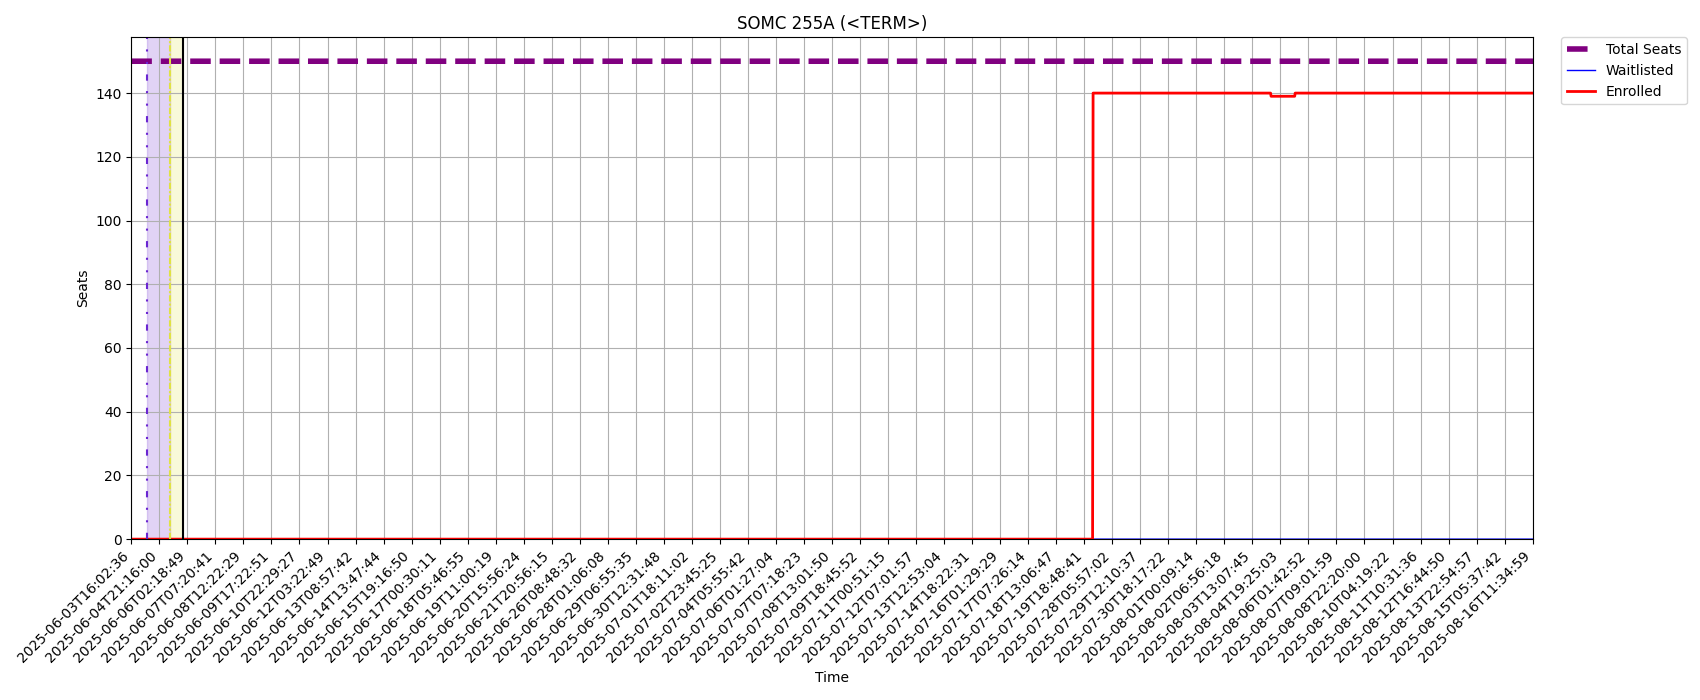 SOMC 255A (<TERM>)
Total Seats
Waitlisted
Enrolled
Seats
140
120
100
80
60
40
20
0
2025-06-03T16:02:36
2025-06-04T21:16:00
2025-06-06T02:18:49
2025-06-07T07:20:41
2025-06-08T12:22:29
2025-06-09T17:22:51
2025-06-10T22:29:27
2025-06-12T03:22:49
2025-06-13T08:57:42
2025-06-14T13:47:44
2025-06-15T19:16:50
2025-06-17T00:30:11
2025-06-18T05:46:55
2025-06-19T11:00:19
2025-06-20T15:56:24
2025-06-21T20:56:15
2025-06-26T08:48:32
2025-06-28T01:06:08
2025-06-29T06:55:35
2025-06-30T12:31:48
2025-07-01T18:11:02
2025-07-02T23:45:25
2025-07-04T05:55:42
2025-07-06T01:27:04
2025-07-07T07:18:23
2025-07-08T13:01:50
2025-07-09T18:45:52
2025-07-11T00:51:15
2025-07-12T07:01:57
2025-07-13T12:53:04
2025-07-14T18:22:31
2025-07-16T01:29:29
2025-07-17T07:26:14
2025-07-18T13:06:47
2025-07-19T18:48:41
2025-07-28T05:57:02
2025-07-29T12:10:37
2025-07-30T18:17:22
2025-08-01T00:09:14
2025-08-02T06:56:18
2025-08-03T13:07:45
2025-08-04T19:25:03
2025-08-06T01:42:52
2025-08-07T09:01:59
2025-08-08T22:20:00
2025-08-10T04:19:22
2025-08-11T10:31:36
2025-08-12T16:44:50
2025-08-13T22:54:57
2025-08-15T05:37:42
2025-08-16T11:34:59
Time